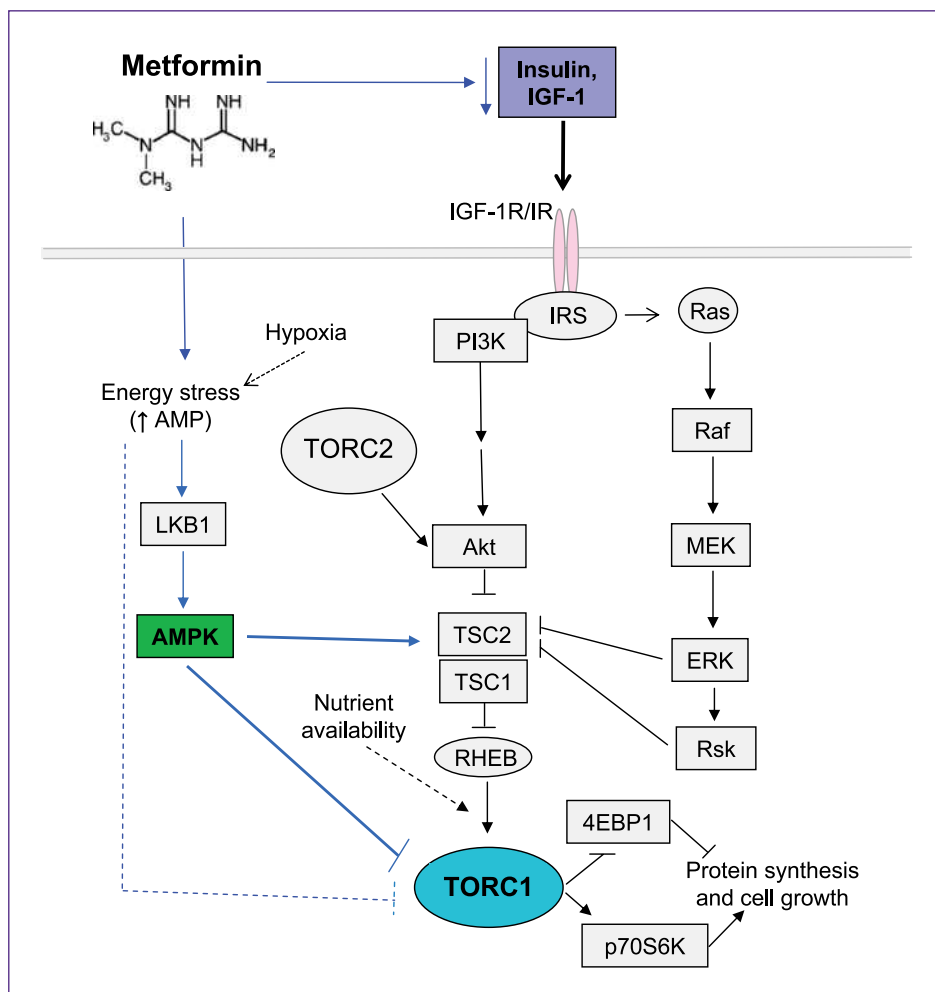 Metformin
Insulin,
IGF-1
NH NH
H₃C
N
N
H
NH₂
CH₃
IGF-1R/IR
IRS
Ras
PI3K
Hypoxia
Energy stress
(↑ AMP)
Raf
TORC2
LKB1
Akt
MEK
AMPK
TSC2
ERK
TSC1
Nutrient
availability
Rsk
RHEB
4EBP1
TORC1
Protein synthesis
and cell growth
p70S6K